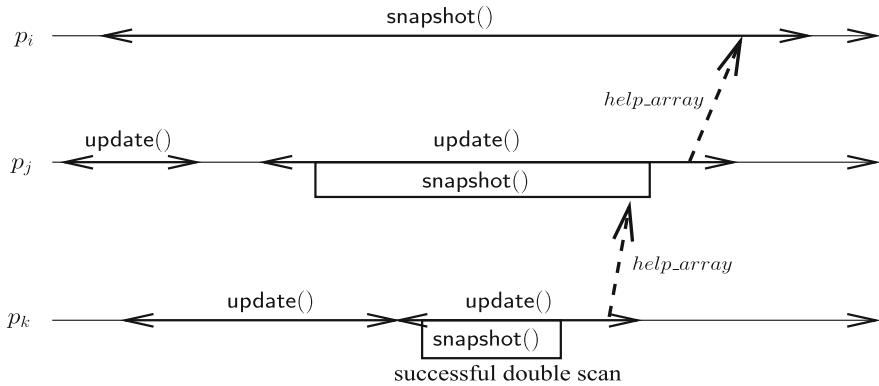 snapshot()
p_i
help_array
update() update()
p_j
snapshot()
help_array
update() update()
p_k
snapshot()
successful double scan